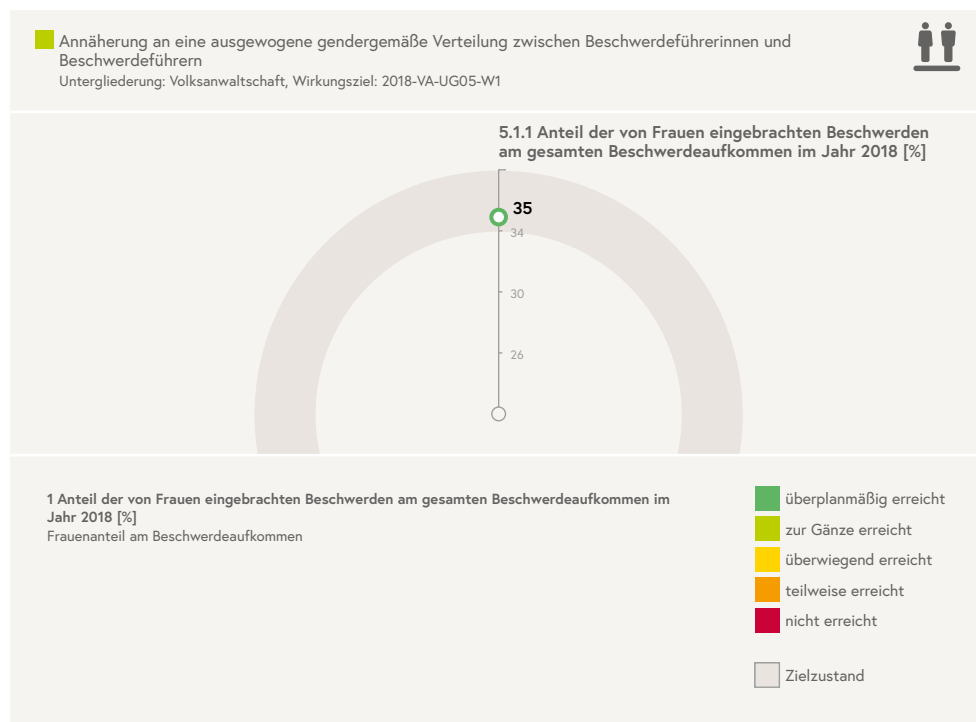 Annäherung an eine ausgewogene gendergemäße Verteilung zwischen Beschwerdeführerinnen und
Beschwerdeführern
Untergliederung: Volksanwaltschaft, Wirkungsziel: 2018-VA-UG05-W1
5.1.1 Anteil der von Frauen eingebrachten Beschwerden
am gesamten Beschwerdeaufkommen im Jahr 2018 [%]
35
34
30
26
1 Anteil der von Frauen eingebrachten Beschwerden am gesamten Beschwerdeaufkommen im
Jahr 2018 [%]
Frauenanteil am Beschwerdeaufkommen
überplanmäßig erreicht
zur Gänze erreicht
überwiegend erreicht
teilweise erreicht
nicht erreicht
Zielzustand